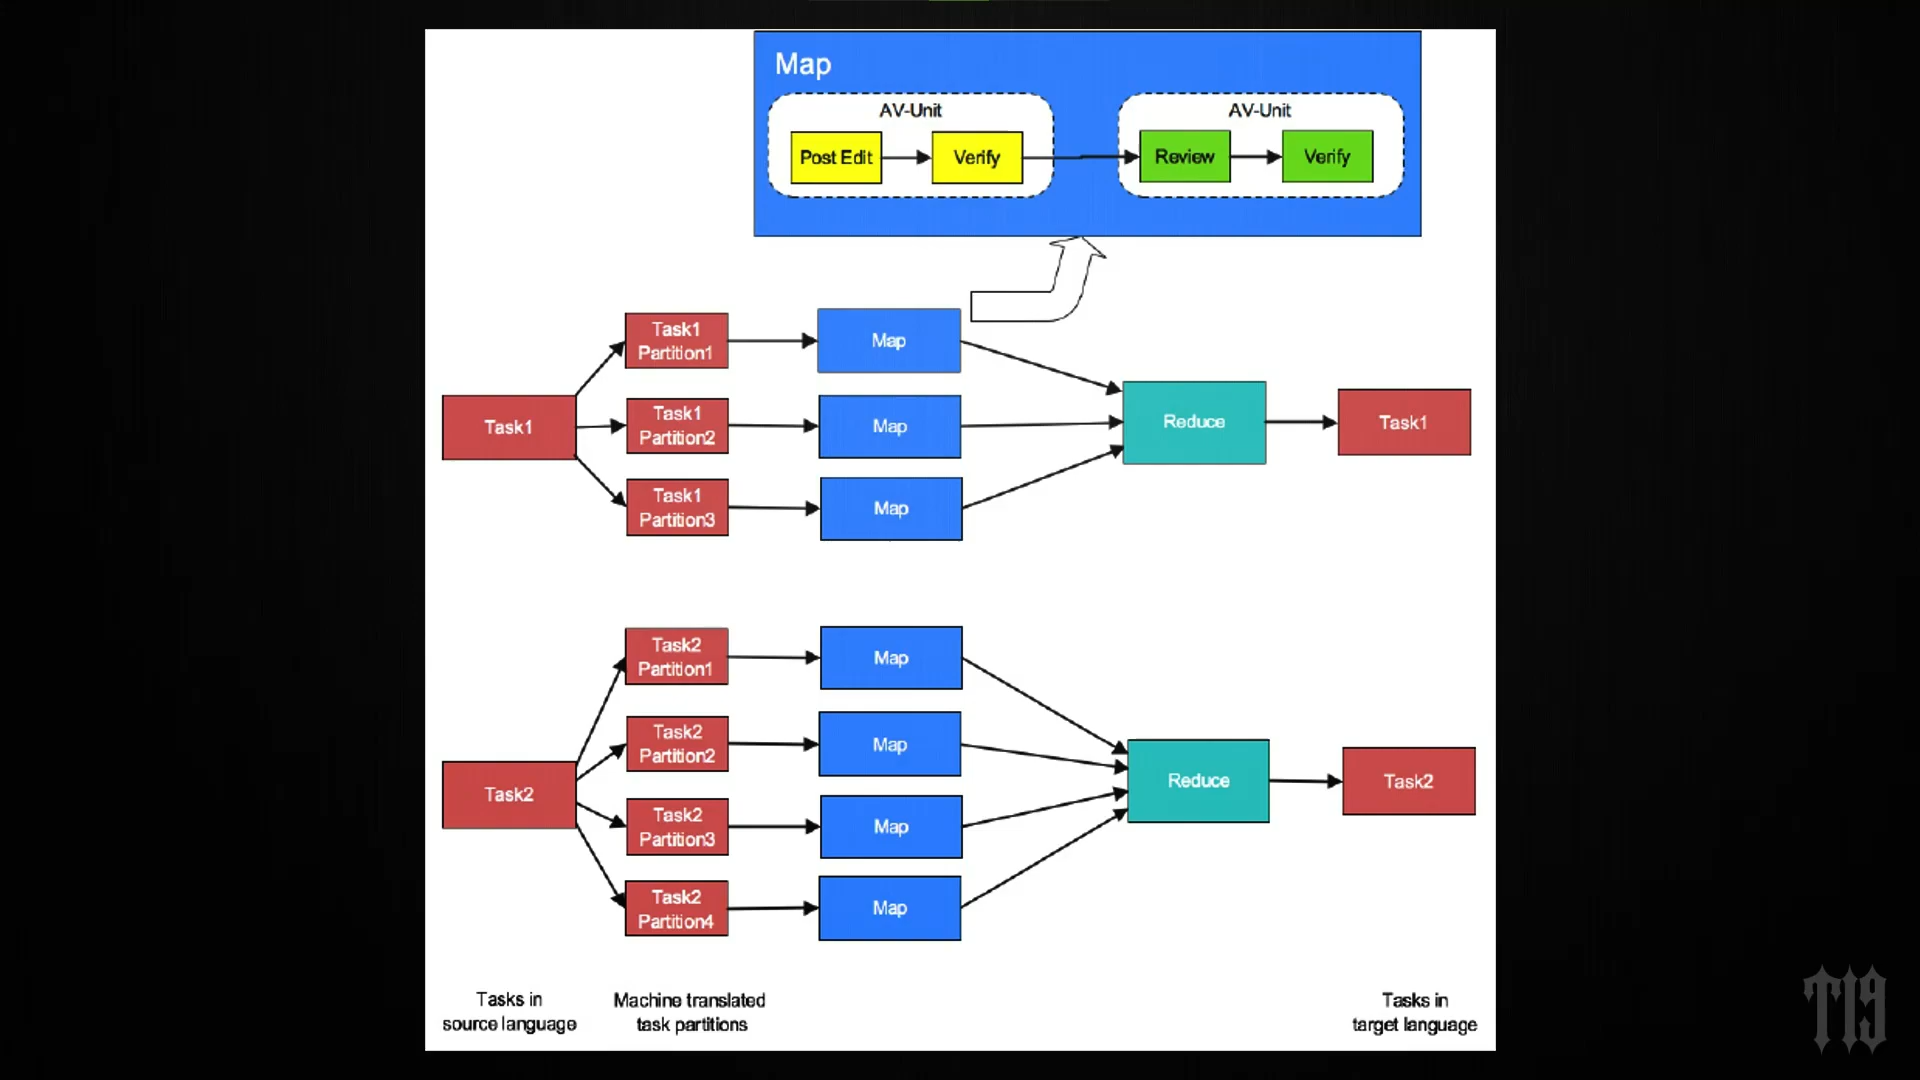 Map
AV-Unit
AV-Unit
Post Edit
Verify
Review
Verify
Task1
Partition1
Map
Task1
Task1
Partition2
Map
Reduce
Task1
Task1
Partition3
Map
Task2
Partition1
Map
Task2
Partition2
Map
Task2
Reduce
Task2
Task2
Partition3
Map
Task2
Partition4
Map
Tasks in
source language
Machine translated
task partitions
Tasks in
target language
T19